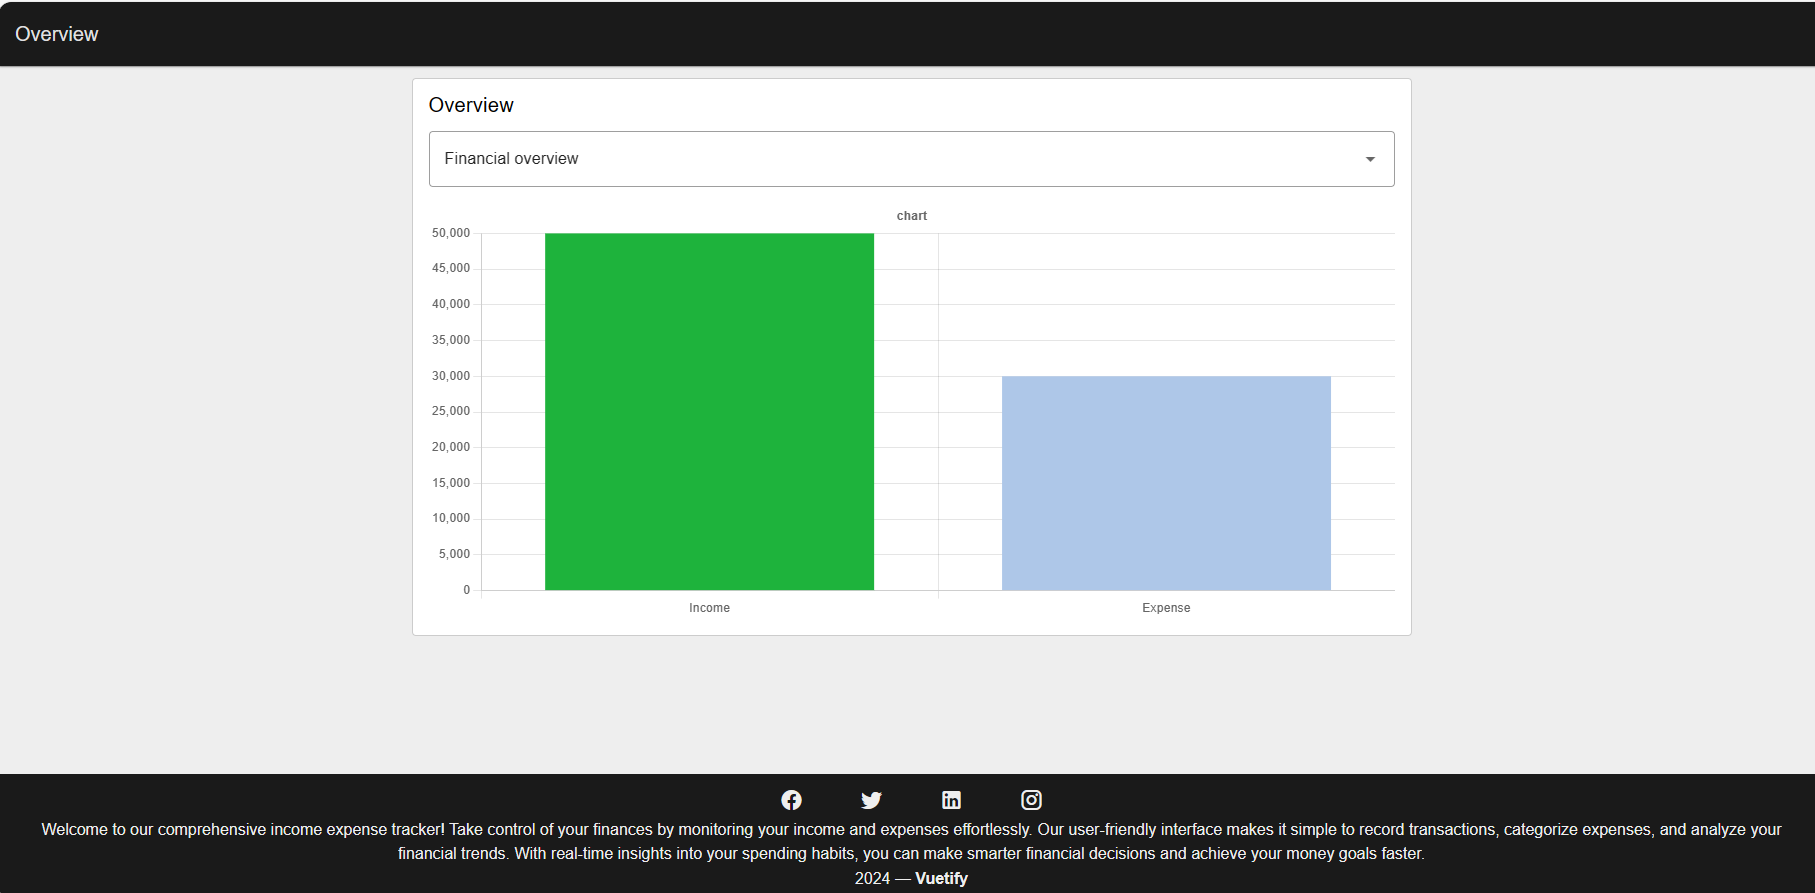 Overview
Overview
Financial overview
chart
50,000
45,000
40,000
35,000
30,000
25,000
20,000
15,000
10,000
5,000
0
Income Expense
Welcome to our comprehensive income expense tracker! Take control of your finances by monitoring your income and expenses effortlessly. Our user-friendly interface makes it simple to record transactions, categorize expenses, and analyze your
financial trends. With real-time insights into your spending habits, you can make smarter financial decisions and achieve your money goals faster.
2024 — Vuetify